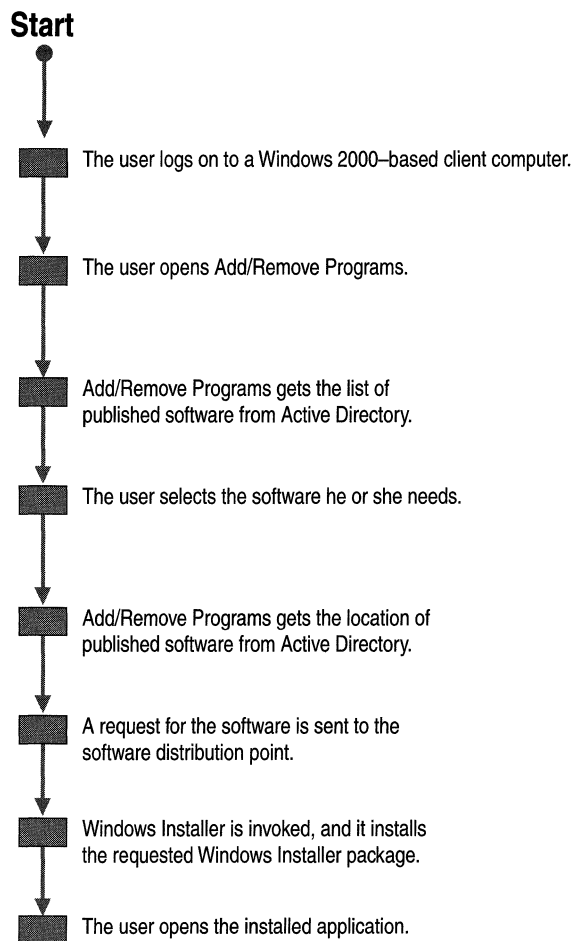 Start
The user logs on to a Windows 2000–based client computer.
The user opens Add/Remove Programs.
Add/Remove Programs gets the list of
published software from Active Directory.
The user selects the software he or she needs.
Add/Remove Programs gets the location of
published software from Active Directory.
A request for the software is sent to the
software distribution point.
Windows Installer is invoked, and it installs
the requested Windows Installer package.
The user opens the installed application.